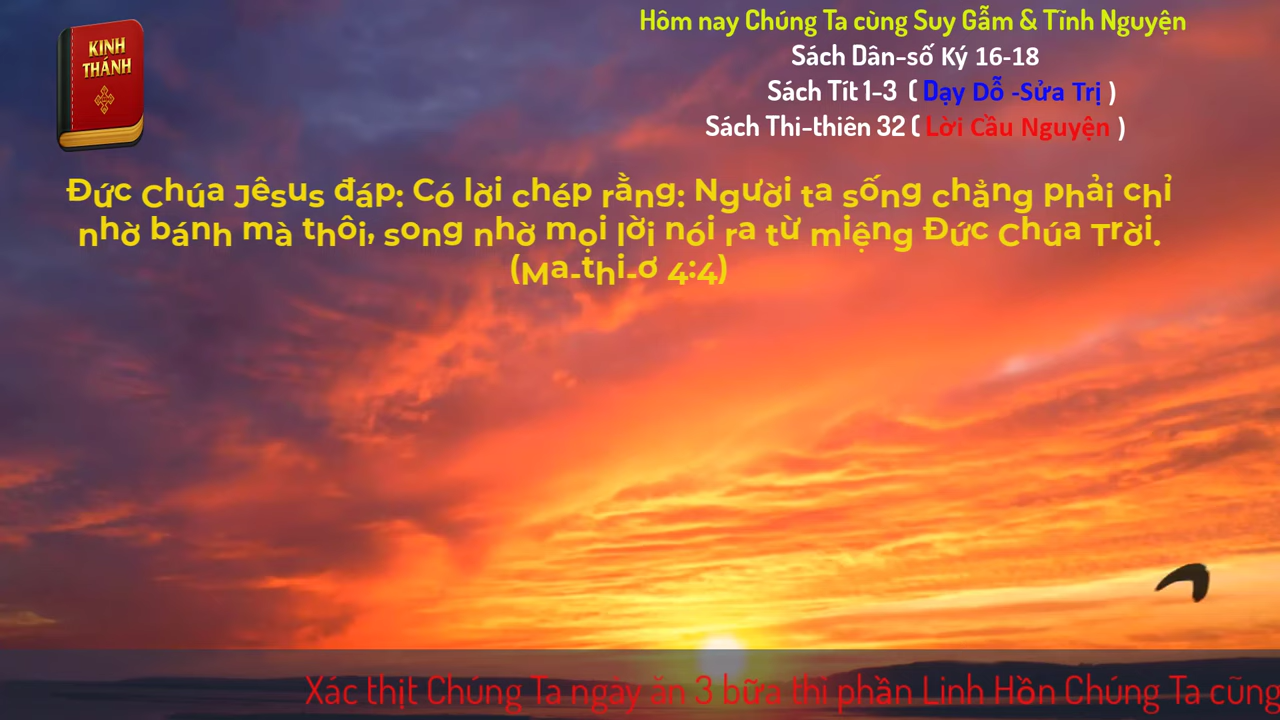 KINH
THÁNH
Hôm nay Chúng Ta cùng Suy Gẫm & Tĩnh Nguyện
Sách Dân-số Ký 16-18
Sách Tít 1-3 ( Dạy Dỗ -Sửa Trị )
Sách Thi-thiên 32 ( Lời Cầu Nguyện )
Đức Chúa Jêsus đáp: Có lời chép rằng: Người ta sống chẳng phải chỉ
nhờ bánh mà thôi, song nhờ mọi lời nói ra từ miệng Đức Chúa Trời.
(Ma-thi-ơ 4:4)
Xác thịt Chúng Ta ngày ăn 3 bữa thì phần Linh Hồn Chúng Ta cũng